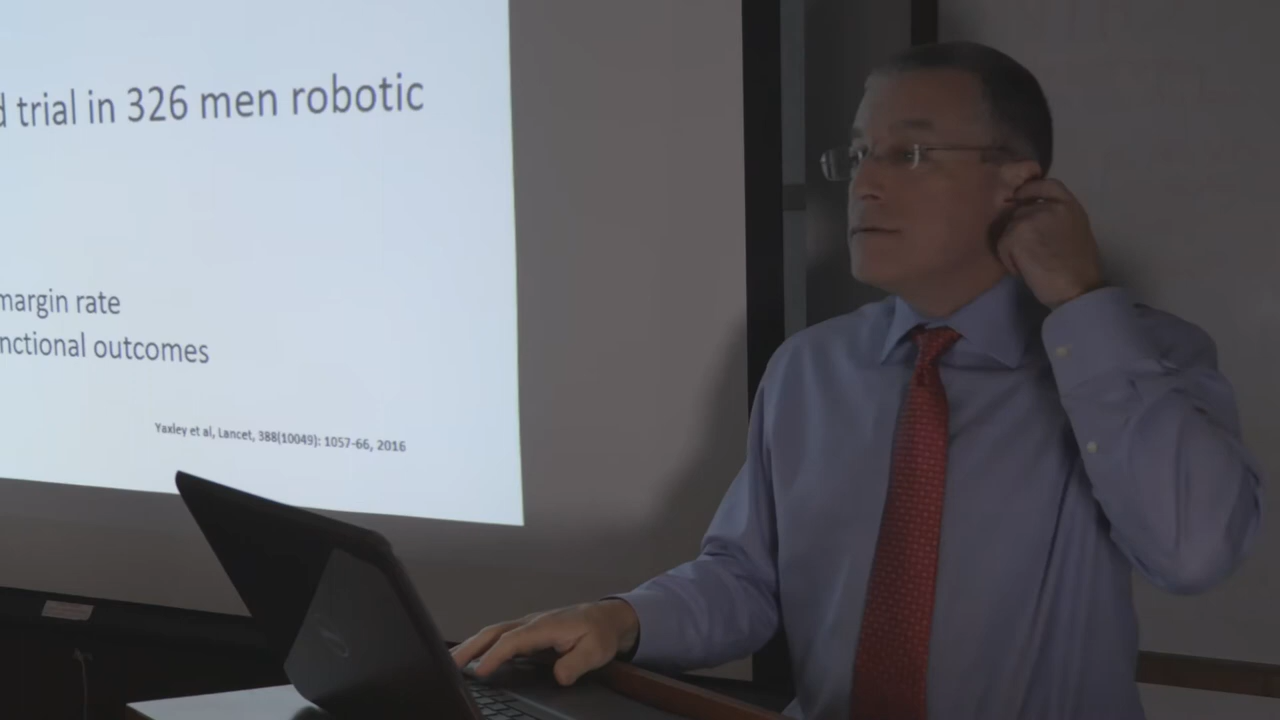 d trial in 326 men robotic
margin rate
nctional outcomes
Yaxley et al, Lancet, 388(10049): 1057-66, 2016